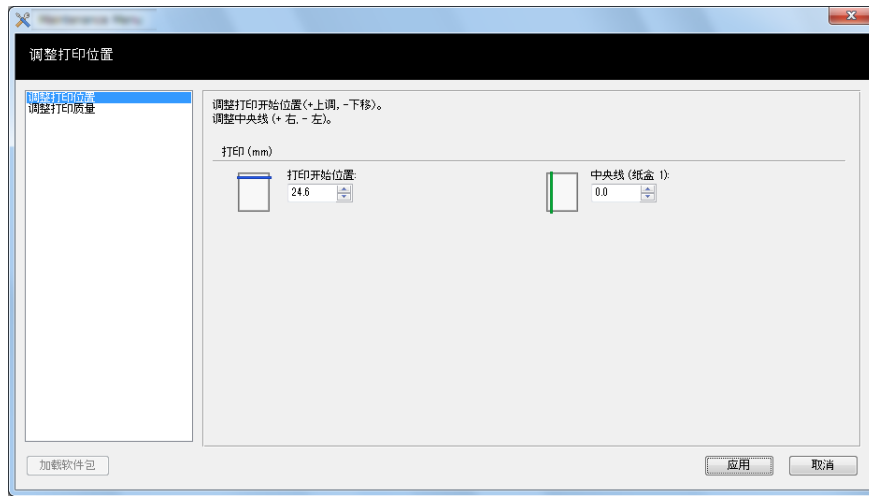 调整打印位置
调整打印位置
调整打印质量
调整打印开始位置(+上调, -下移)。
调整中央线 (+ 右, - 左)。
打印 (mm)
打印开始位置:
24.6
中央线 (纸盒 1):
0.0
加载软件包
应用
取消